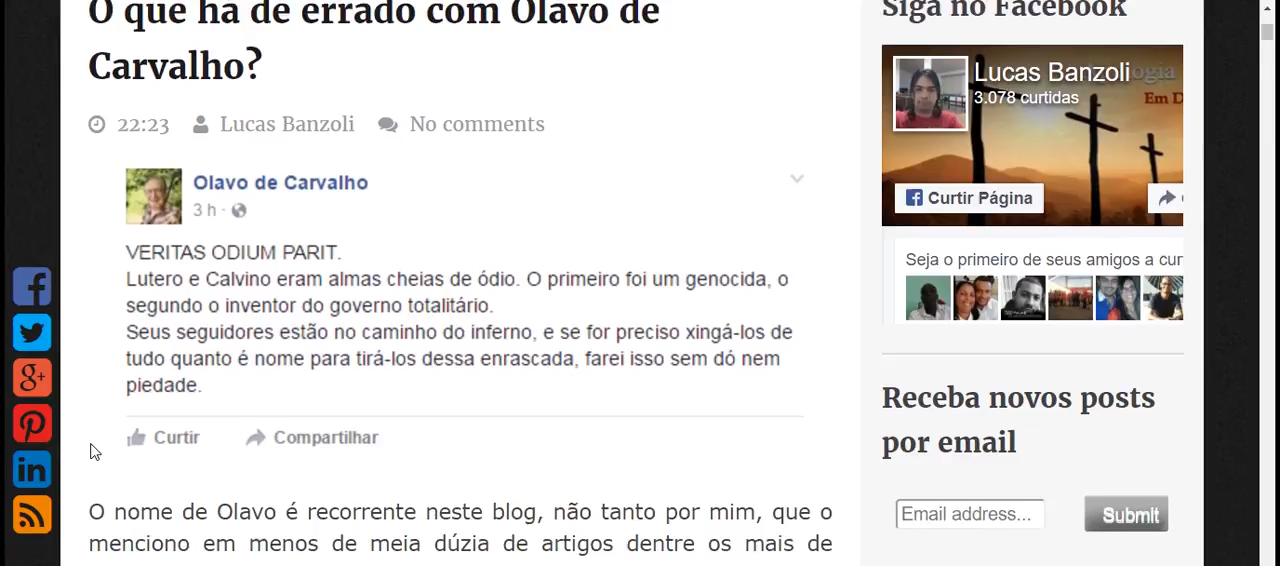 O que há de errado com Olavo de
Carvalho?
22:23 Lucas Banzoli No comments
Olavo de Carvalho
3 h ·
VERITAS ODIUM PARIT.
Lutero e Calvino eram almas cheias de ódio. O primeiro foi um genocida, o
segundo o inventor do governo totalitário.
Seus seguidores estão no caminho do inferno, e se for preciso xingá-los de
tudo quanto é nome para tirá-los dessa enrascada, farei isso sem dó nem
piedade.
Curtir Compartilhar
O nome de Olavo é recorrente neste blog, não tanto por mim, que o
menciono em menos de meia dúzia de artigos dentre os mais de
Siga no Facebook
Lucas Banzoli
3.078 curtidas
Em D
Curtir Página
Seja o primeiro de seus amigos a cur
Receba novos posts
por email
Email address...
Submit